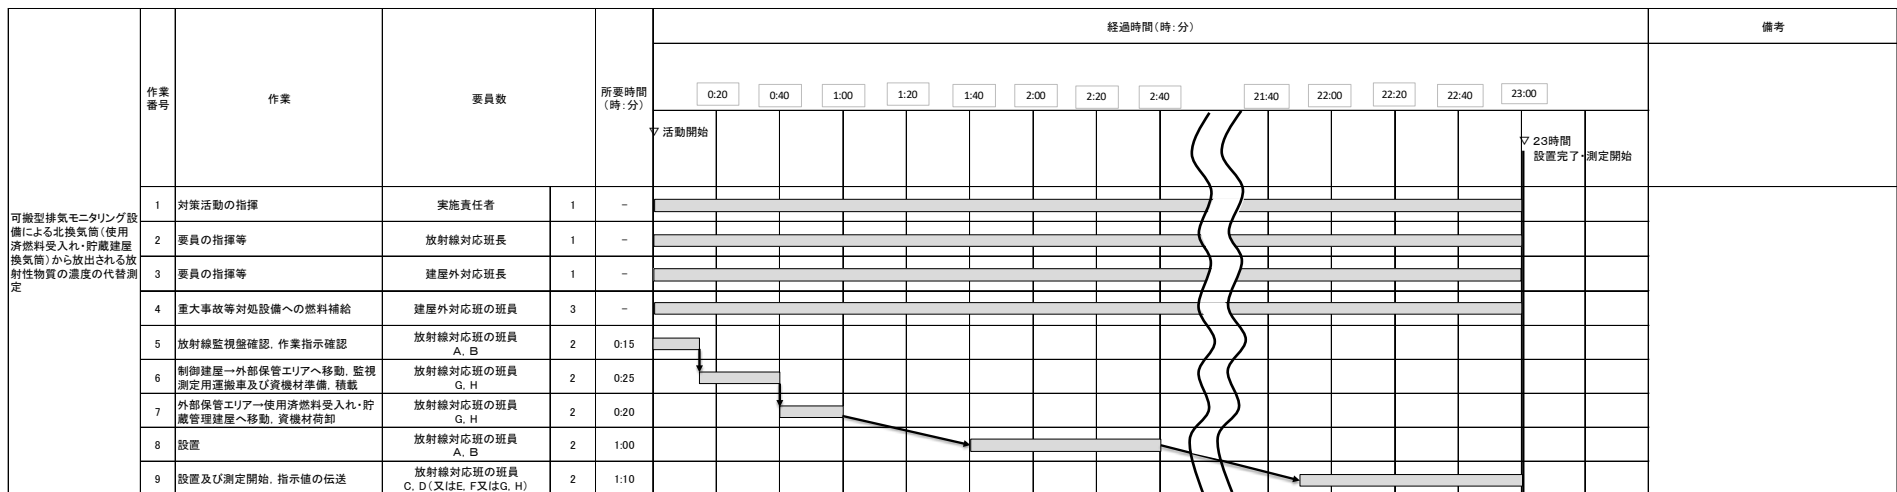 経過時間(時:分)
備考
作業
番号
作業
要員数
所要時間
(時:分)
0:20
0:40
1:00
1:20
1:40
2:00
2:20
2:40
21:40
22:00
22:20
22:40
23:00
▽ 活動開始
▽ 23時間
設置完了・測定開始
可搬型排気モニタリング設
備による北換気筒(使用
済燃料受入れ・貯蔵建屋
換気筒)から放出される放
射性物質の濃度の代替測
定
1
対策活動の指揮
実施責任者
1
－
2
要員の指揮等
放射線対応班長
1
－
3
要員の指揮等
建屋外対応班長
1
－
4
重大事故等対処設備への燃料補給
建屋外対応班の班員
3
－
5
放射線監視盤確認,作業指示確認
放射線対応班の班員
A, B
2
0:15
6
制御建屋→外部保管エリアへ移動,監視
測定用運搬車及び資機材準備,積載
放射線対応班の班員
G, H
2
0:25
7
外部保管エリア→使用済燃料受入れ・貯
蔵管理建屋へ移動,資機材荷卸
放射線対応班の班員
G, H
2
0:20
8
設置
放射線対応班の班員
A, B
2
1:00
9
設置及び測定開始,指示値の伝送
放射線対応班の班員
C, D(又はE, F又はG, H)
2
1:10